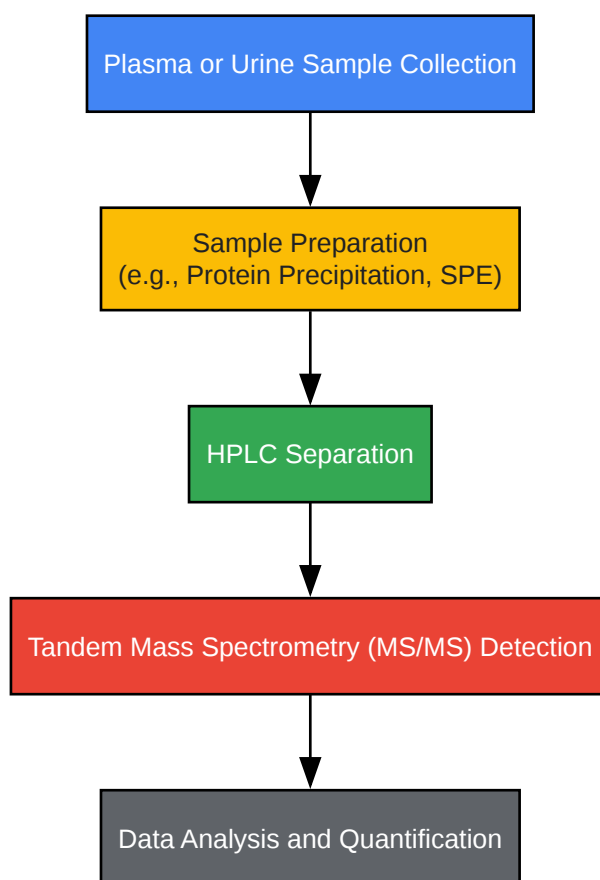 Plasma or Urine Sample Collection
Sample Preparation
(e.g., Protein Precipitation, SPE)
HPLC Separation
Tandem Mass Spectrometry (MS/MS) Detection
Data Analysis and Quantification